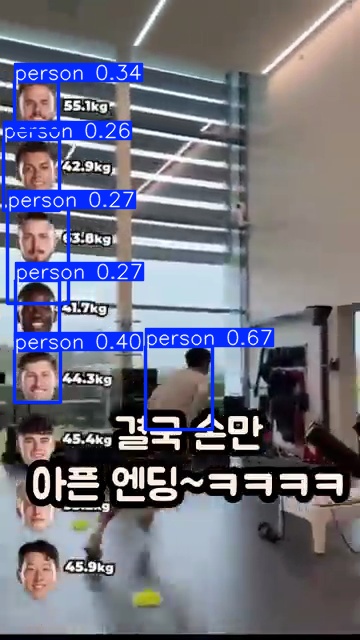 person 0.34
55.1kg
person 0.26
42.9kg
person 0.27
63.8kg
person 0.27
41.7kg
person 0.40
person 0.67
44.3kg
45.4kg
결국 손만
아픈 엔딩~ㅋㅋㅋㅋ
45.9kg